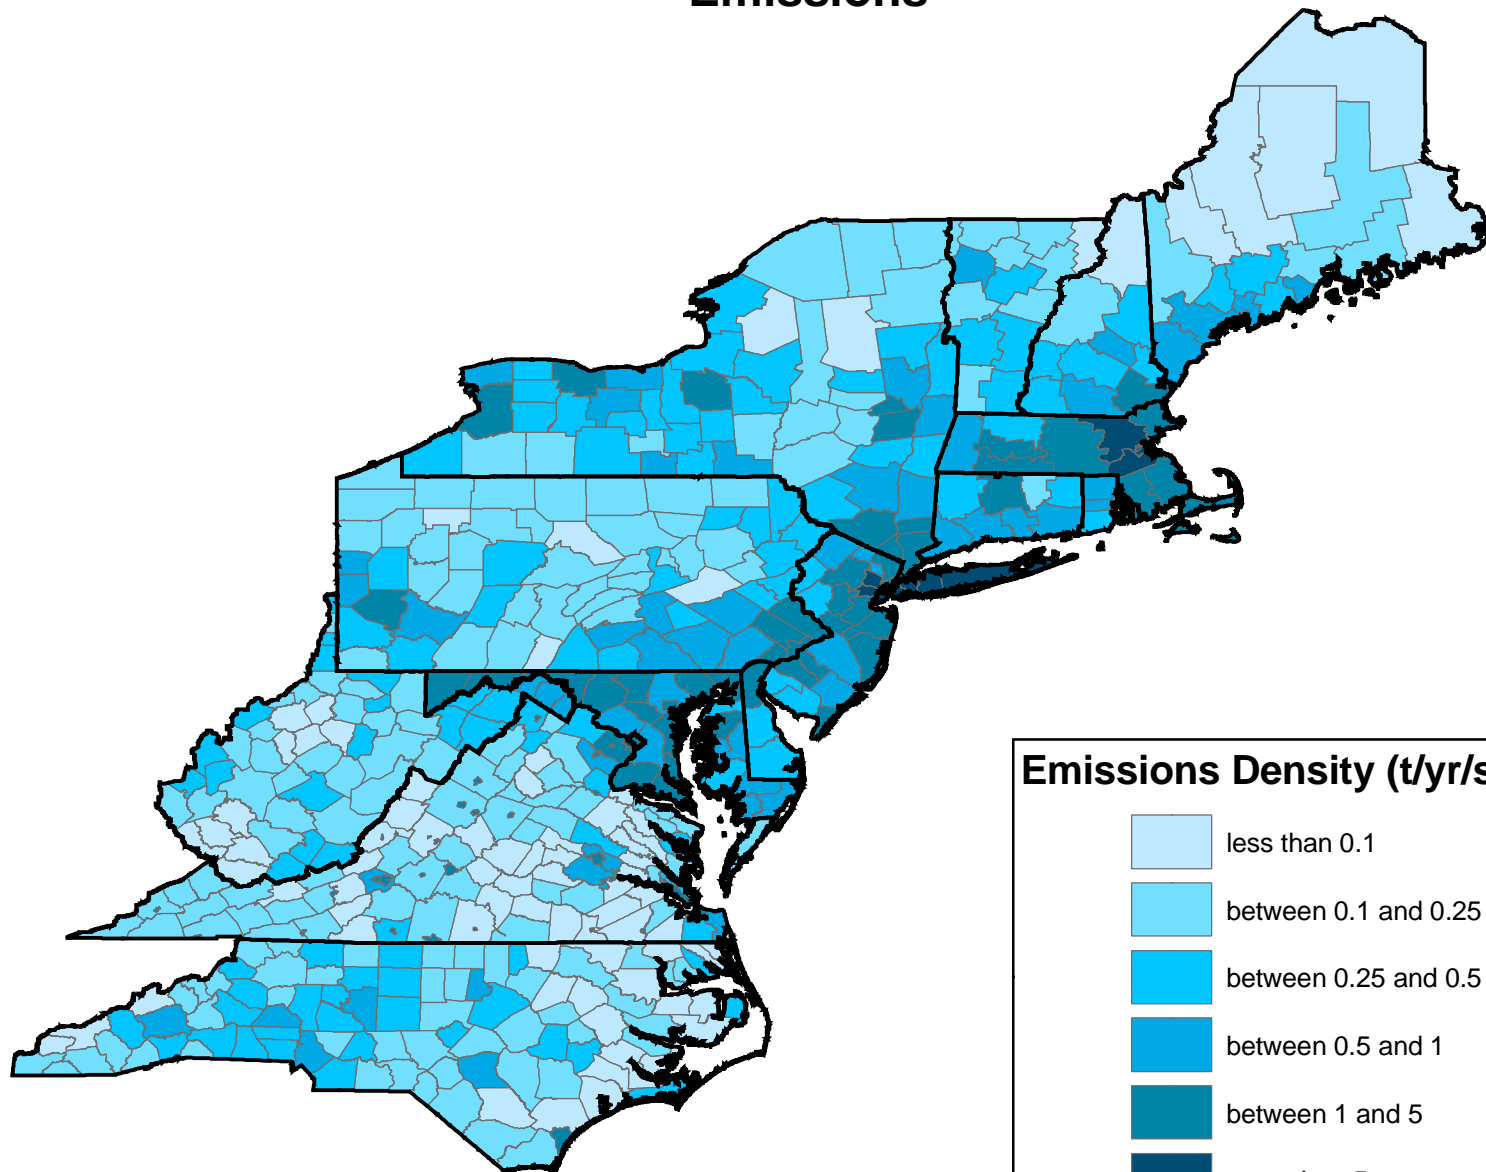 Emissions
Emissions Density (t/yr/s
less than 0.1
between 0.1 and 0.25
between 0.25 and 0.5
between 0.5 and 1
between 1 and 5